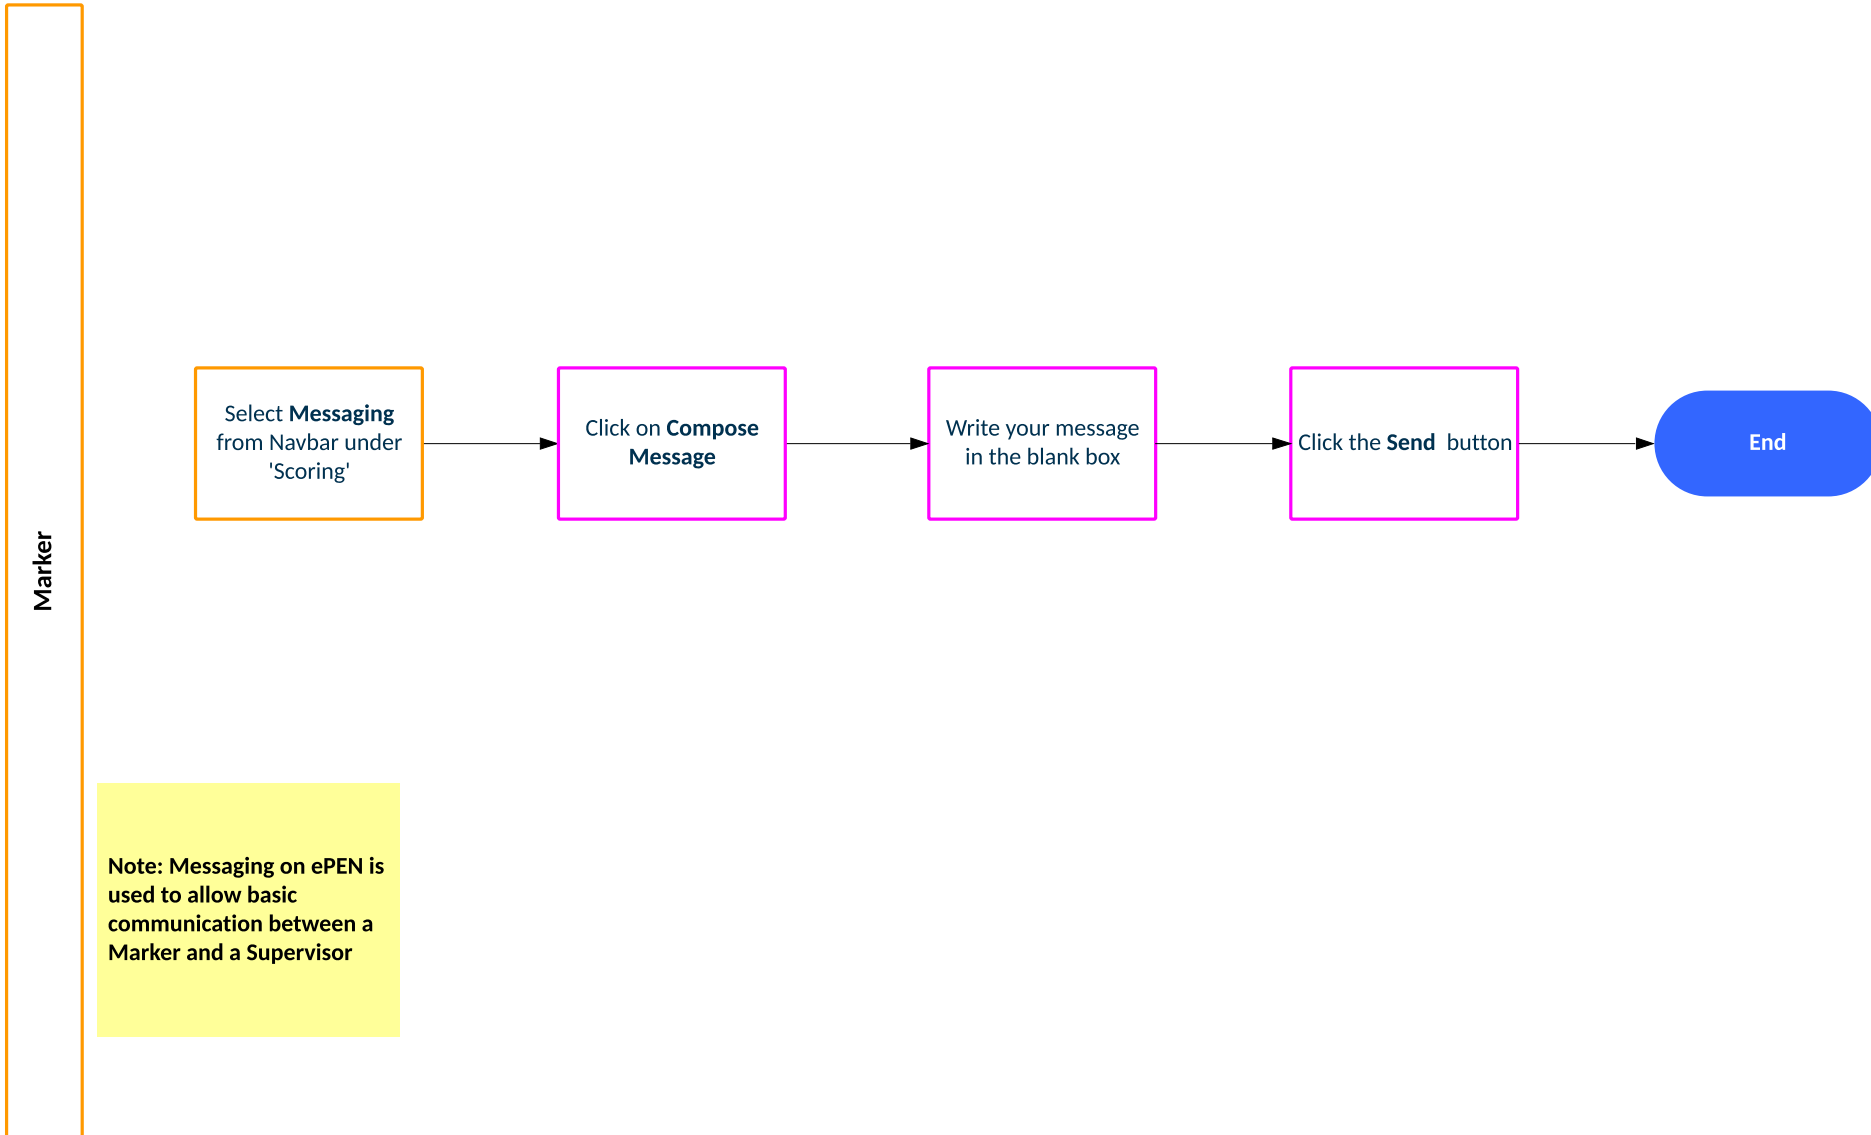 Marker
Select Messaging
from Navbar under
'Scoring'
Click on Compose
Message
Write your message
in the blank box
Click the Send  button
End
Note: Messaging on ePEN is
used to allow basic
communication between a
Marker and a Supervisor